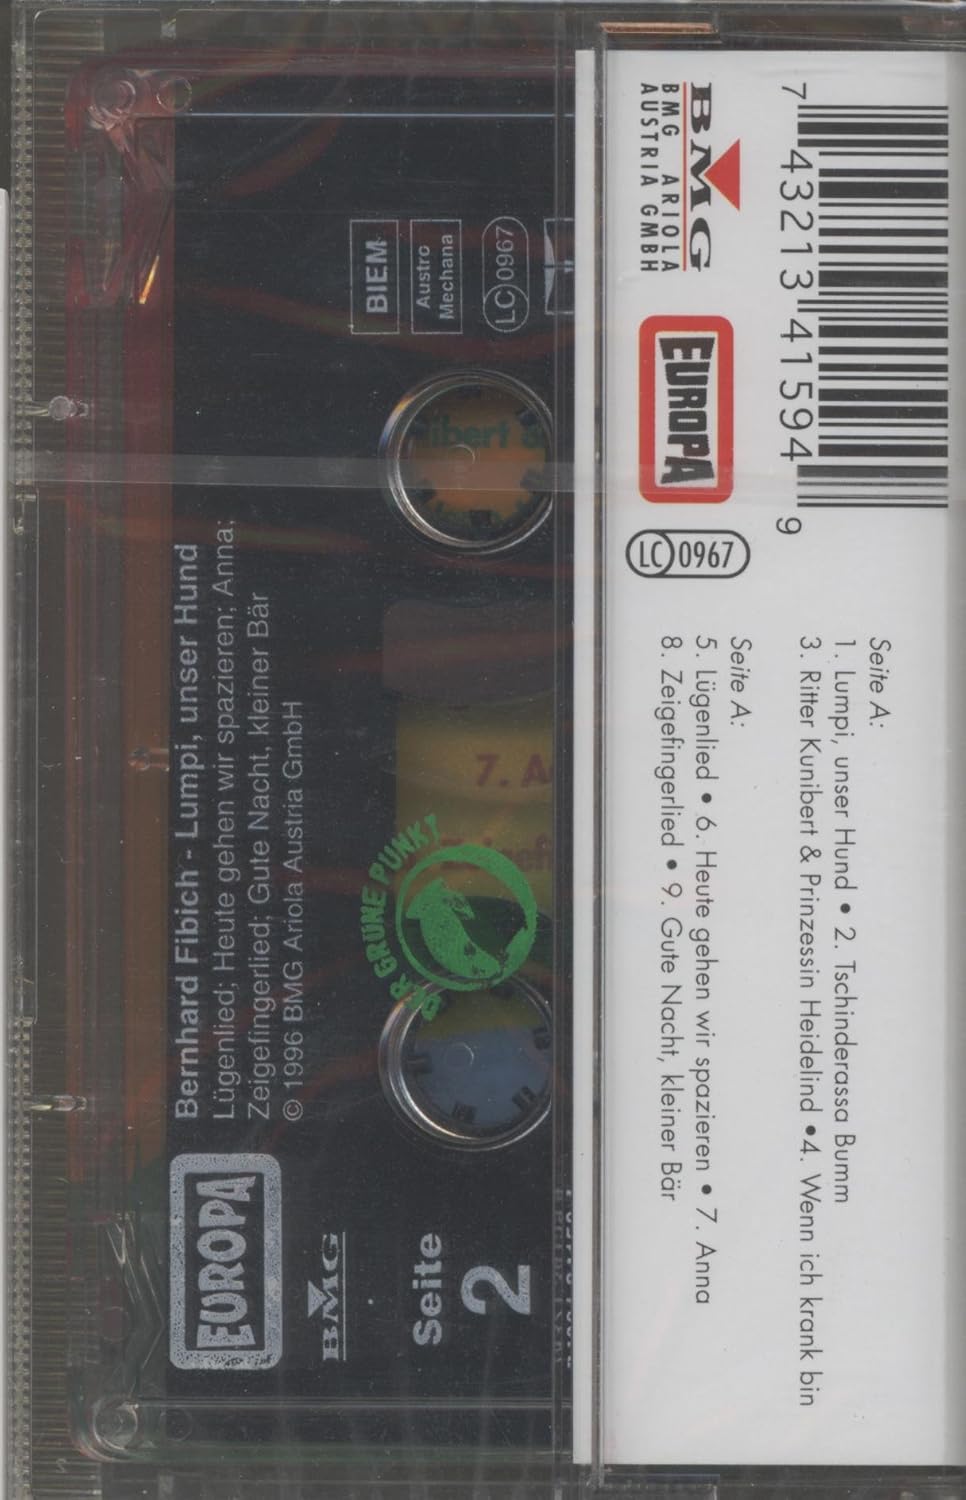 BMG
BMG ARIOLA
AUSTRIA GMBH
EUROPA
LC 0967
7 43213 41594 9
Seite A:
1. Lumpi, unser Hund • 2. Tschinderassa Bumm
3. Ritter Kunibert & Prinzessin Heidelind •4. Wenn ich krank bin
Seite A:
5. Lügenlied • 6. Heute gehen wir spazieren • 7. Anna
8. Zeigefingerlied • 9. Gute Nacht, kleiner Bär
BIEM
Austro
Mechana
LC 0967
Bernhard Fibich - Lumpi, unser Hund
Lügenlied; Heute gehen wir spazieren; Anna;
Zeigefingerlied; Gute Nacht, kleiner Bär
© 1996 BMG Ariola Austria GmbH
EUROPA
BMG
Seite
2
DER GRÜNE PUNKT
7. A